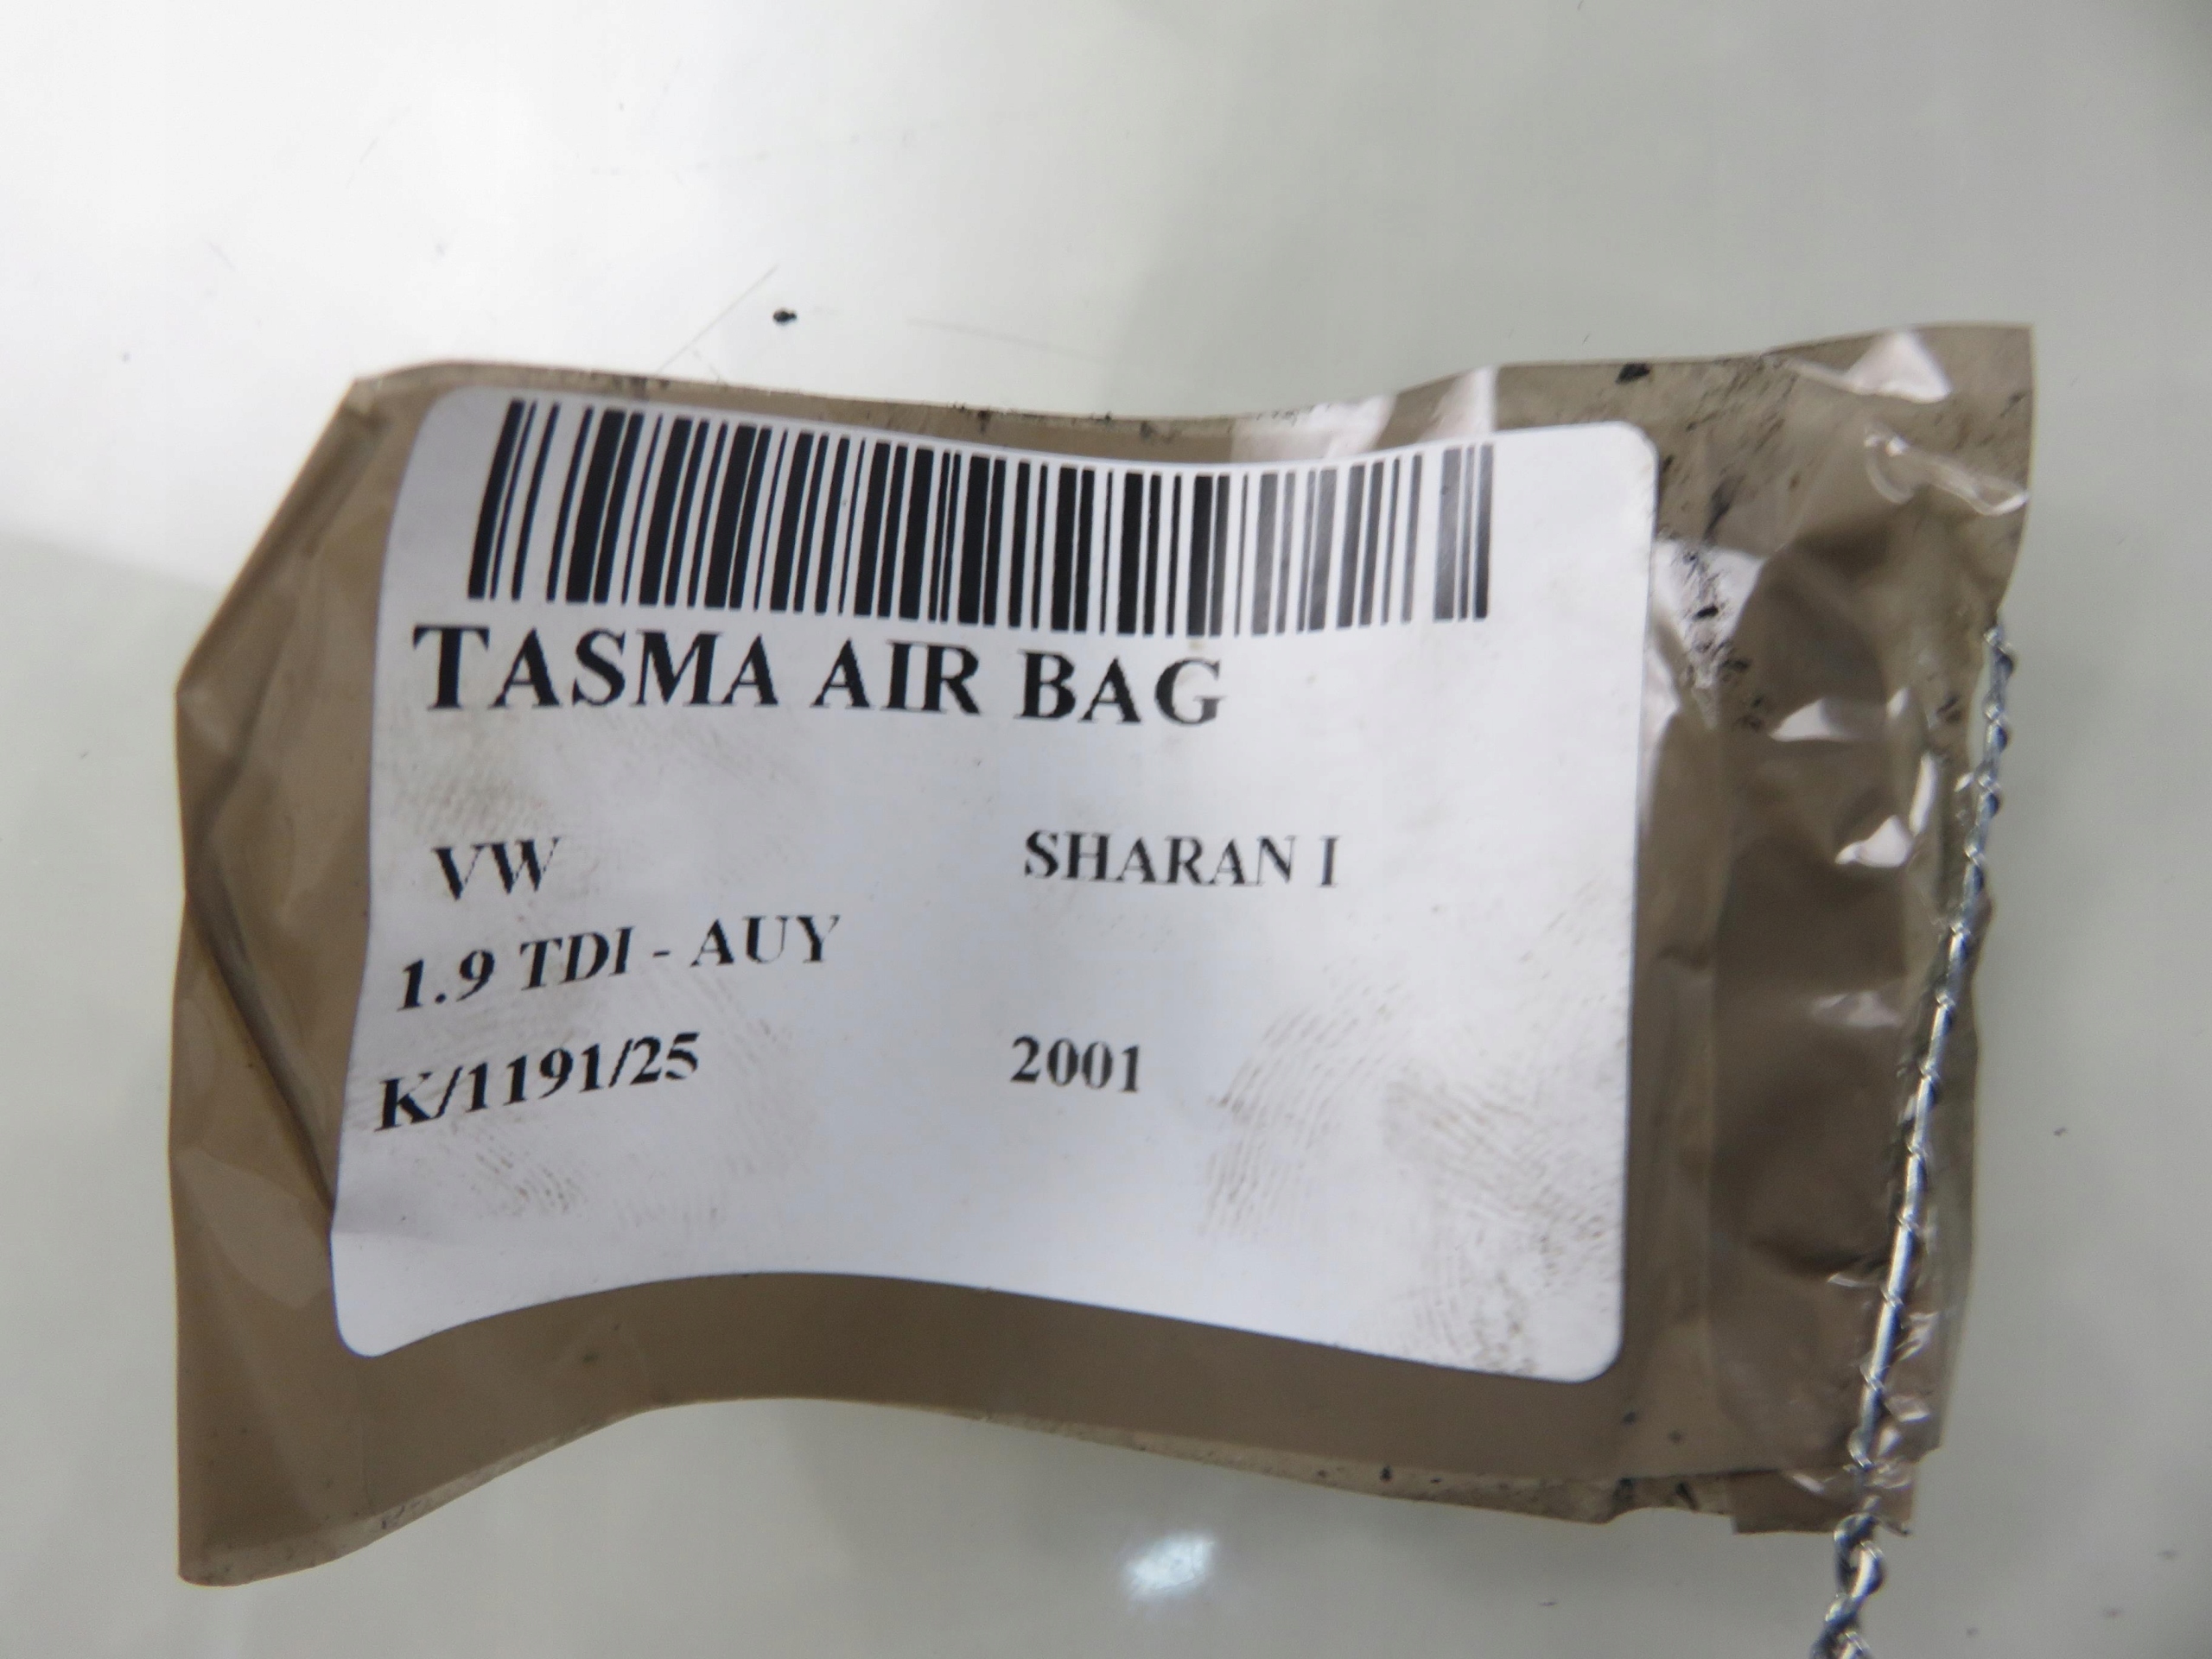 TASMA AIR BAG
VW SHARAN I
1.9 TDI - AUY
K/1191/25 2001